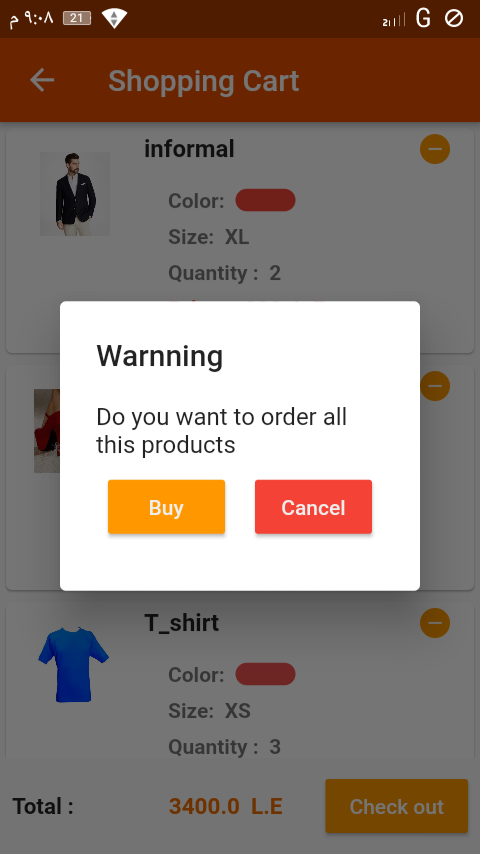 ٩:٠٨ م
21
2
G
Shopping Cart
informal
Color:
Size: XL
Quantity : 2
Warnning
Do you want to order all
this products
Buy
Cancel
T_shirt
Color:
Size: XS
Quantity : 3
Total :
3400.0 L.E
Check out